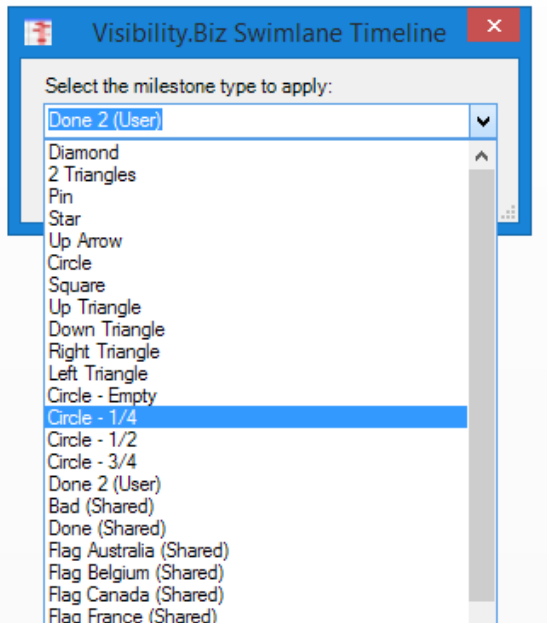 Visibility.Biz Swimlane Timeline
Select the milestone type to apply:
Done 2 (User)
Diamond
2 Triangles
Pin
Star
Up Arrow
Circle
Square
Up Triangle
Down Triangle
Right Triangle
Left Triangle
Circle - Empty
Circle - 1/4
Circle - 1/2
Circle - 3/4
Done 2 (User)
Bad (Shared)
Done (Shared)
Flag Australia (Shared)
Flag Belgium (Shared)
Flag Canada (Shared)
Flag France (Shared)